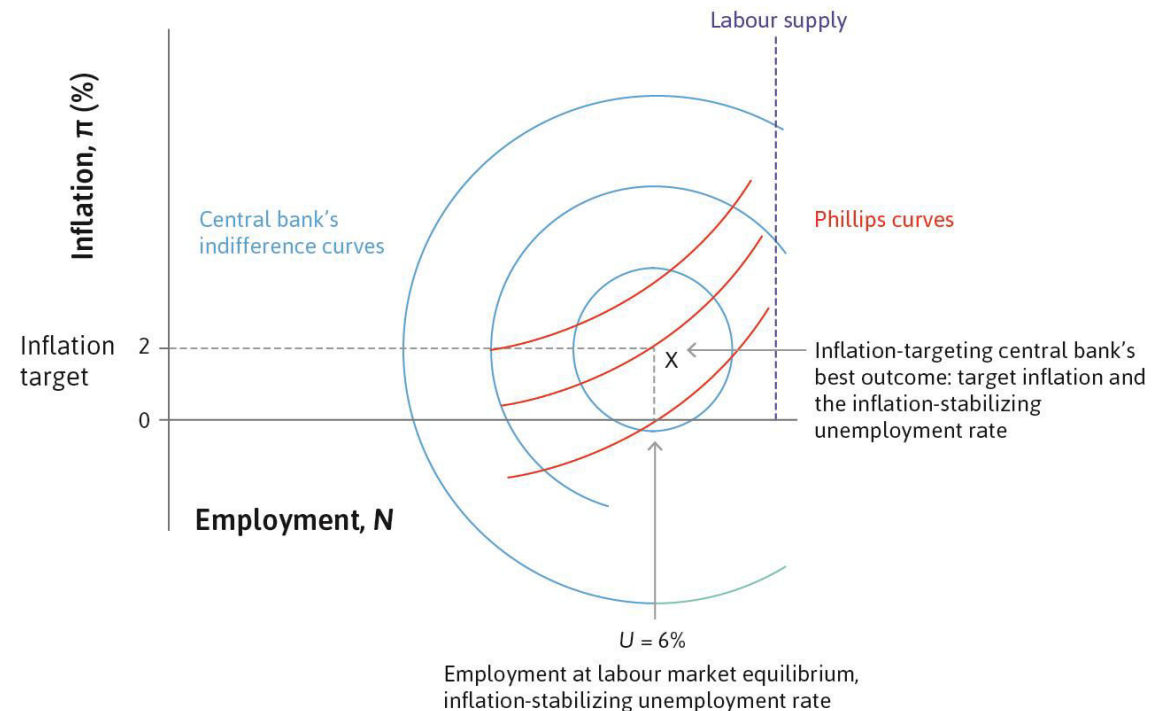 Labour supply
Inflation, π (%)
Central bank’s
indifference curves
Phillips curves
Inflation
target
2
X
Inflation-targeting central bank’s
best outcome: target inflation and
the inflation-stabilizing
unemployment rate
0
Employment, N
U = 6%
Employment at labour market equilibrium,
inflation-stabilizing unemployment rate